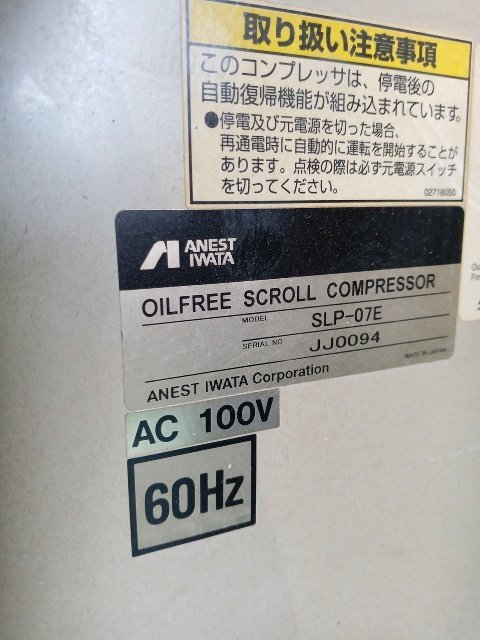 取り扱い注意事項
このコンプレッサは、停電後の
自動復帰機能が組み込まれています。
●停電及び元電源を切った場合、
再通電時に自動的に運転を開始することが
あります。点検の際は必ず元電源スイッチ
を切ってください。
02718050
ANEST
IWATA
OILFREE SCROLL COMPRESSOR
MODEL SLP-07E
SERIAL NO JJ0094
MADE IN JAPAN
ANEST IWATA Corporation
AC 100V
60Hz